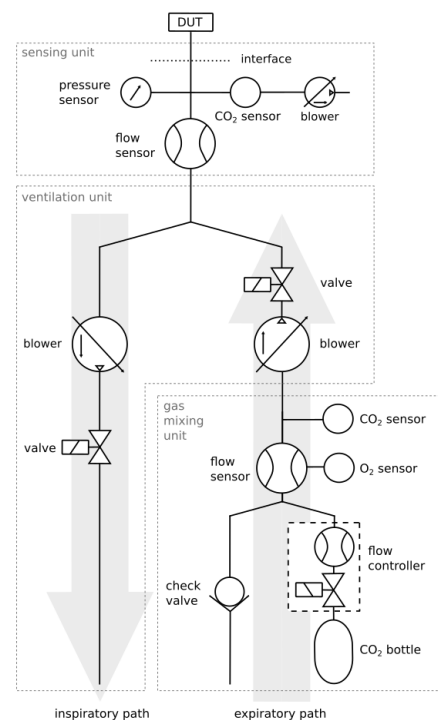 DUT
sensing unit
interface
pressure
sensor
CO₂ sensor
blower
flow
sensor
ventilation unit
valve
blower
blower
gas
mixing
unit
CO₂ sensor
valve
flow
sensor
O₂ sensor
flow
controller
check
valve
CO₂ bottle
inspiratory path
expiratory path